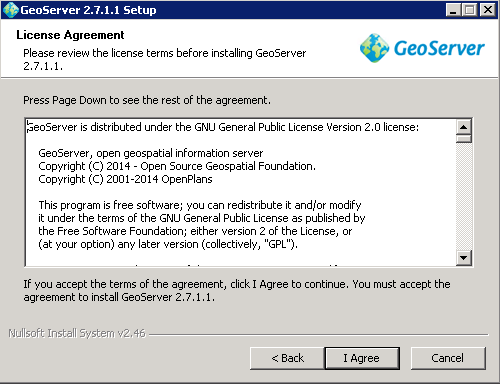 GeoServer 2.7.1.1 Setup
License Agreement
Please review the license terms before installing GeoServer
2.7.1.1.
GeoServer
Press Page Down to see the rest of the agreement.
GeoServer is distributed under the GNU General Public License Version 2.0 license:
GeoServer, open geospatial information server
Copyright (C) 2014 - Open Source Geospatial Foundation.
Copyright (C) 2001-2014 OpenPlans
This program is free software; you can redistribute it and/or modify
it under the terms of the GNU General Public License as published by
the Free Software Foundation; either version 2 of the License, or
(at your option) any later version (collectively, "GPL").
If you accept the terms of the agreement, click I Agree to continue. You must accept the
agreement to install GeoServer 2.7.1.1.
Nullsoft Install System v2.46
< Back
I Agree
Cancel